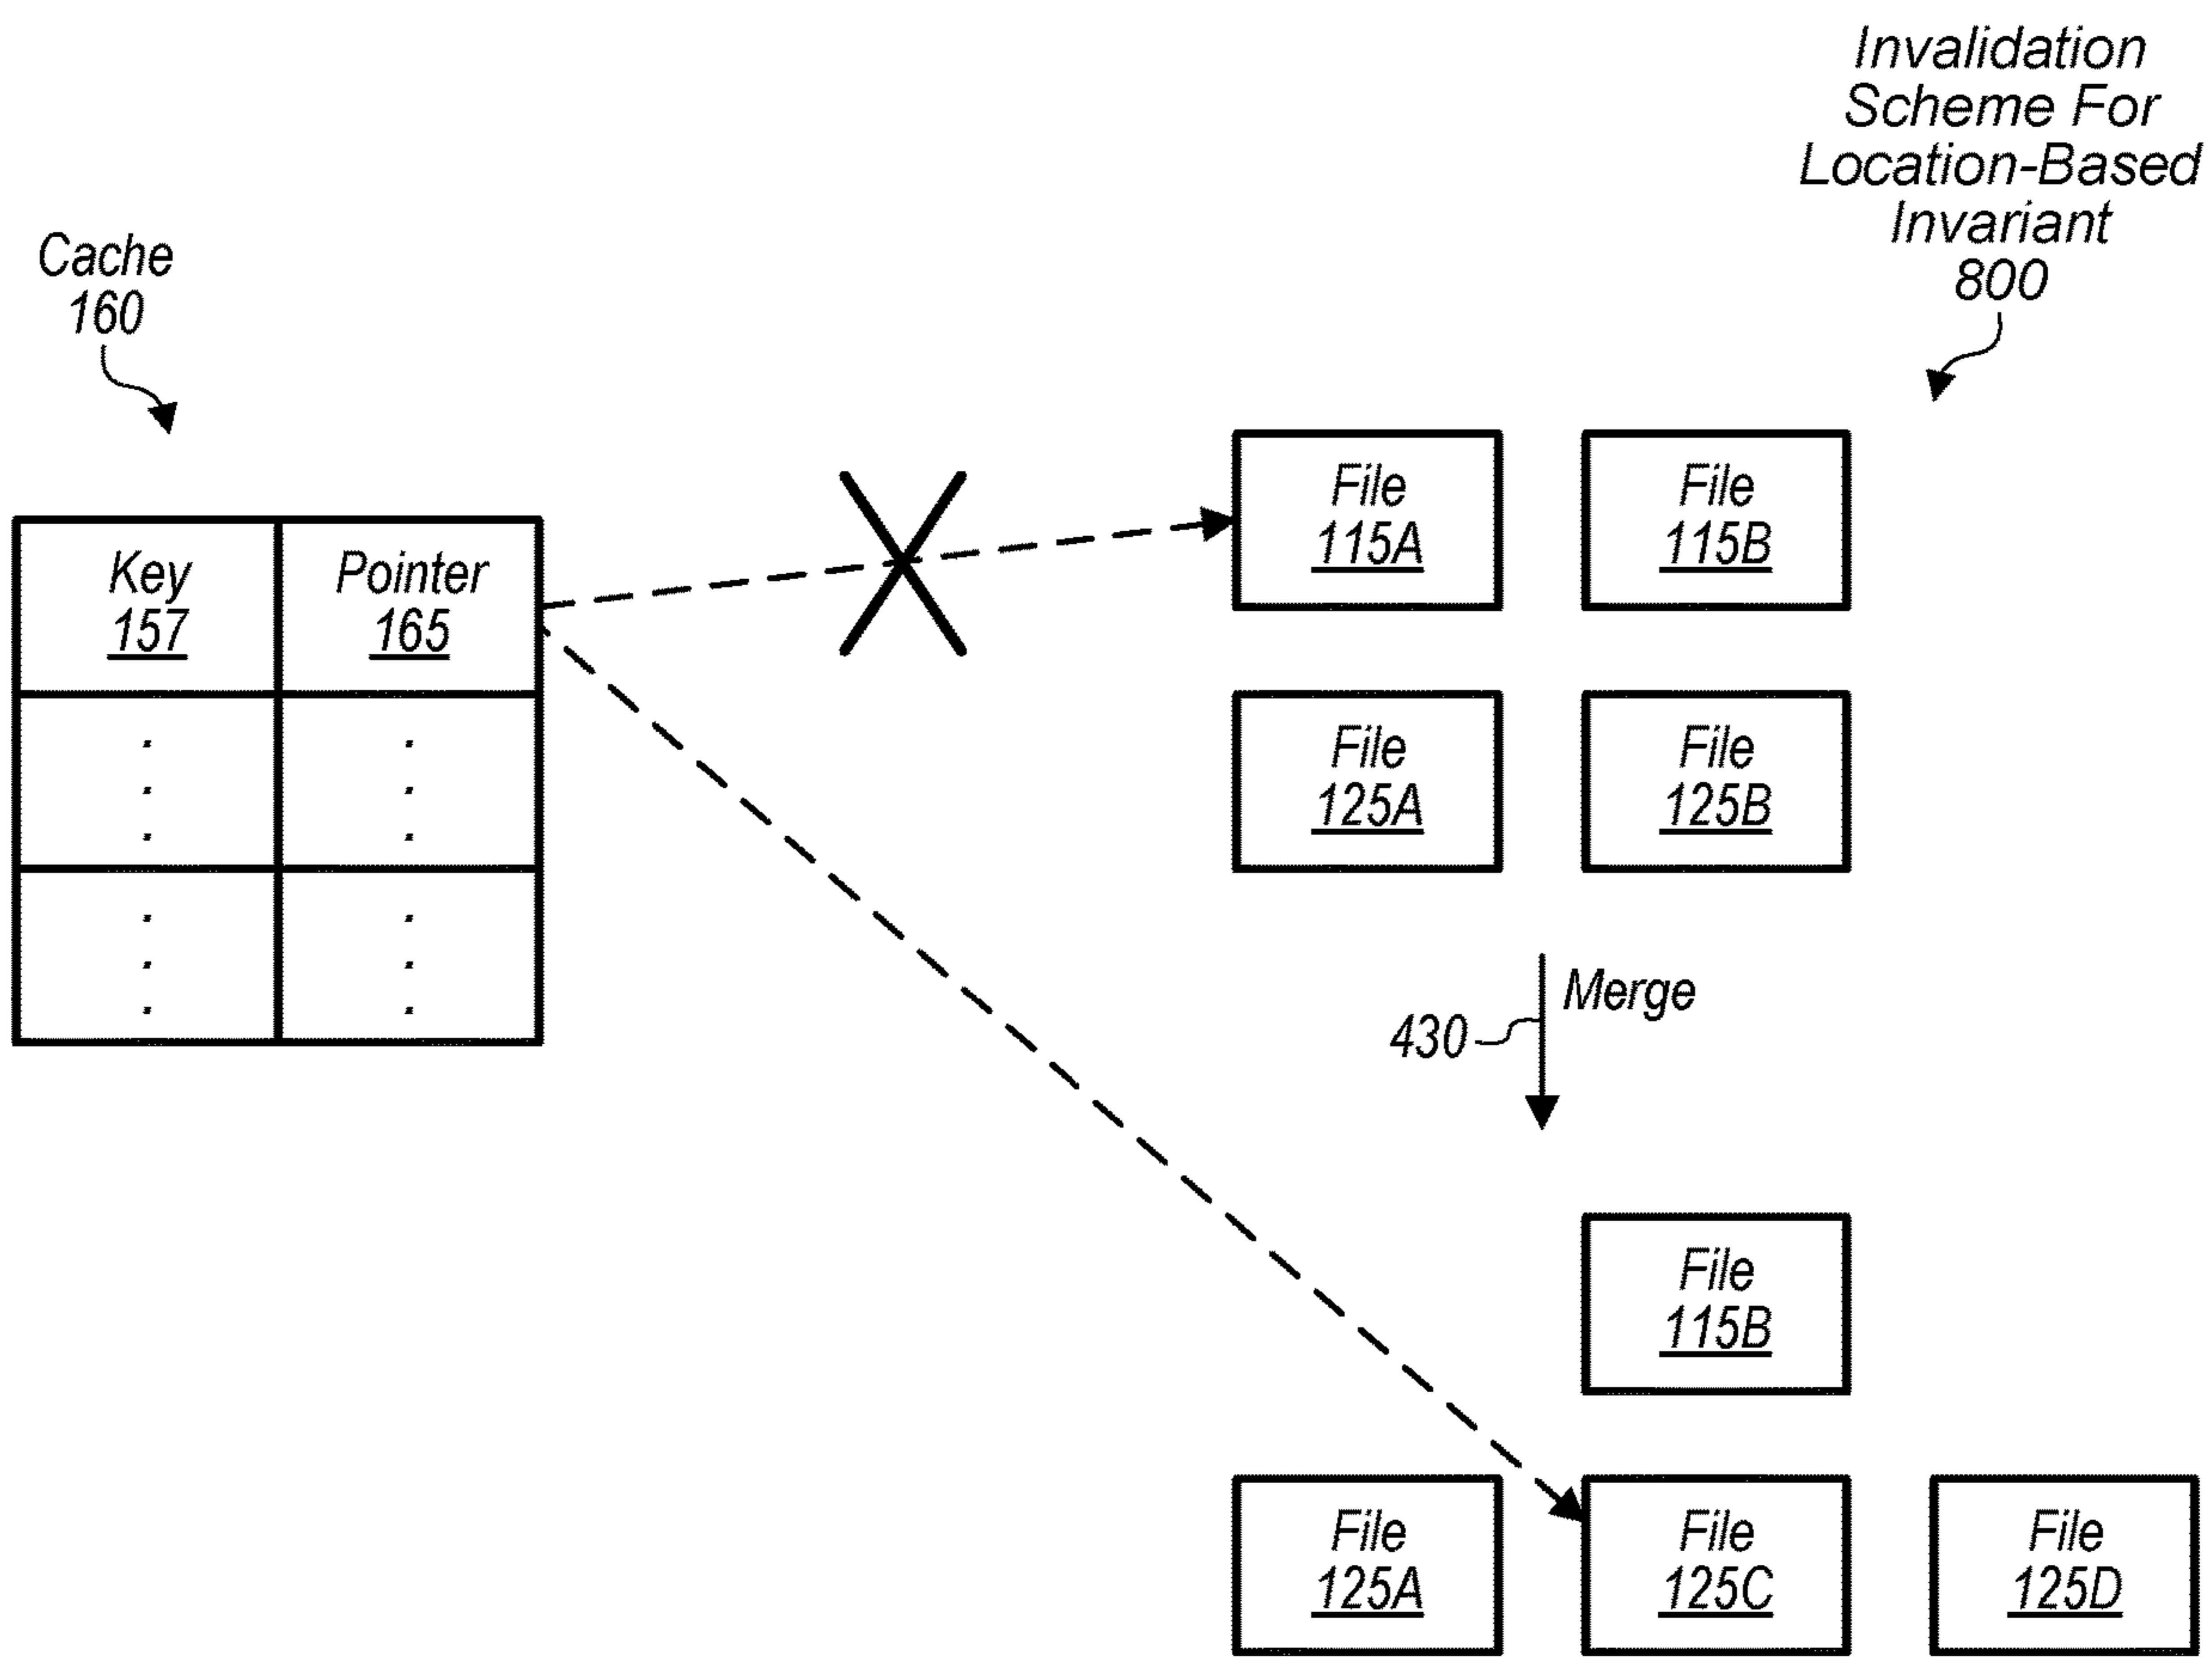 Invalidation
Scheme For
Location-Based
Invariant
800
Cache
160
Key
157
Pointer
165
File
115A
File
115B
File
125A
File
125B
Merge
430
File
115B
File
125A
File
125C
File
125D